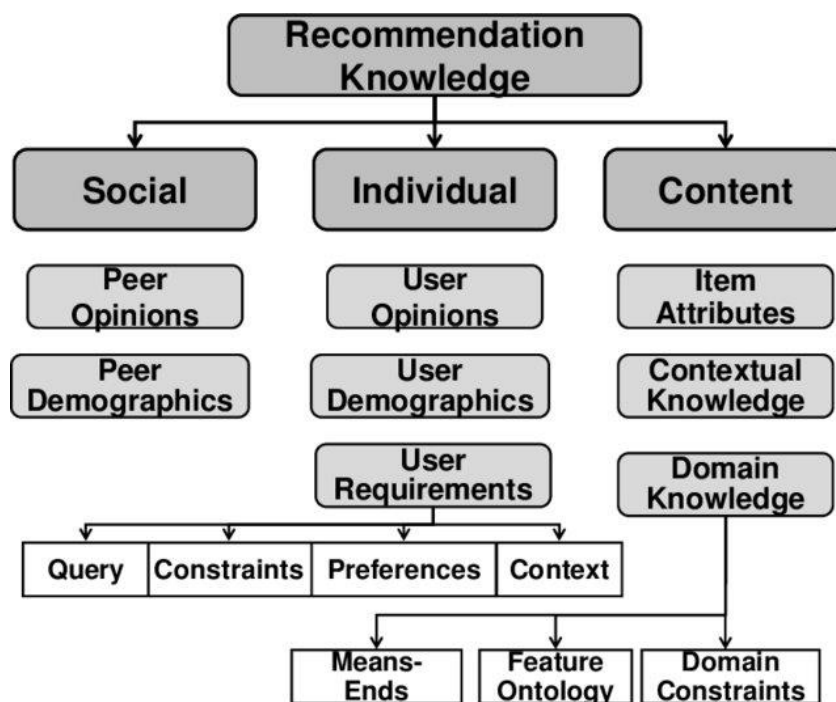 Recommendation
Knowledge
Social
Individual
Content
Peer
Opinions
User
Opinions
Item
Attributes
Peer
Demographics
User
Demographics
Contextual
Knowledge
User
Requirements
Domain
Knowledge
Query
Constraints
Preferences
Context
Means-
Ends
Feature
Ontology
Domain
Constraints